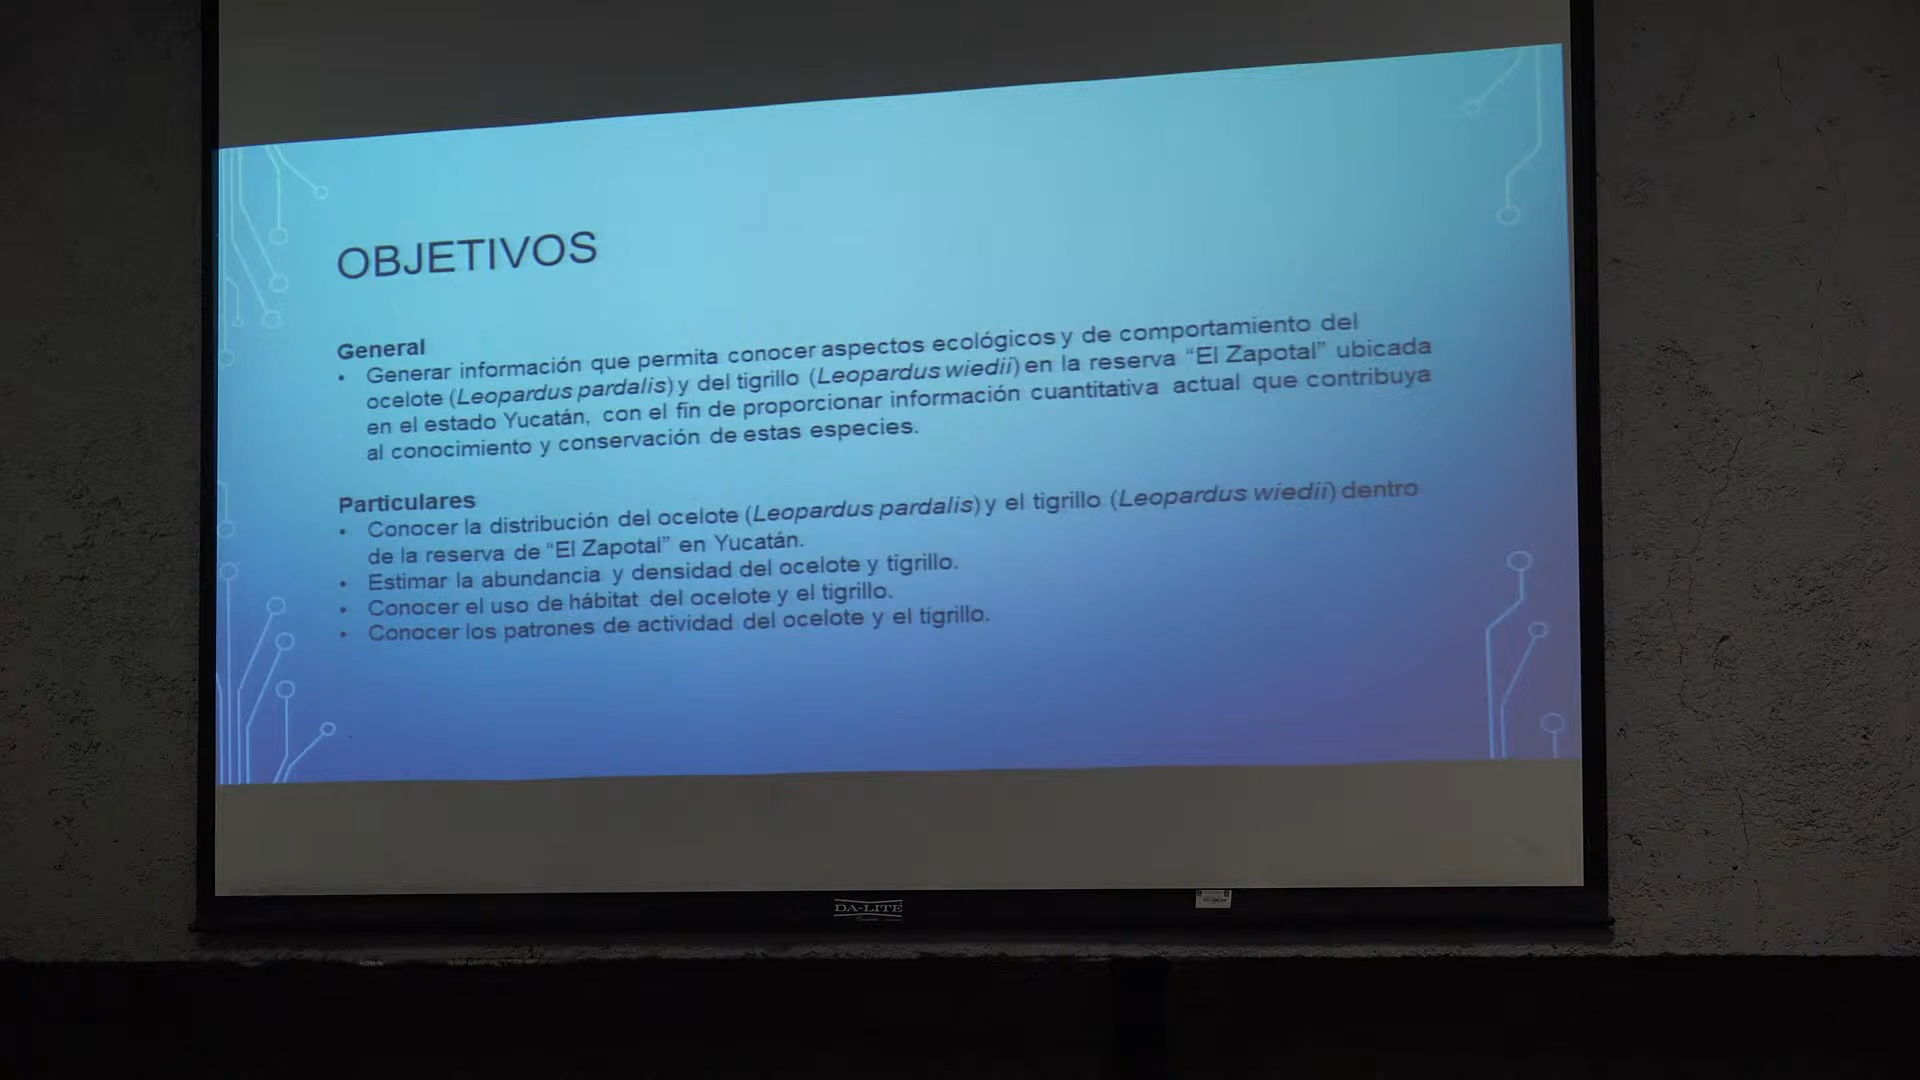 OBJETIVOS
General
• Generar información que permita conocer aspectos ecológicos y de comportamiento del
ocelote (Leopardus pardalis) y del tigrillo (Leopardus wiedii) en la reserva “El Zapotal” ubicada
en el estado Yucatán, con el fin de proporcionar información cuantitativa actual que contribuya
al conocimiento y conservación de estas especies.
Particulares
• Conocer la distribución del ocelote (Leopardus pardalis) y el tigrillo (Leopardus wiedii) dentro
de la reserva de “El Zapotal” en Yucatán.
• Estimar la abundancia y densidad del ocelote y tigrillo.
• Conocer el uso de hábitat del ocelote y el tigrillo.
• Conocer los patrones de actividad del ocelote y el tigrillo.
DA-LITE